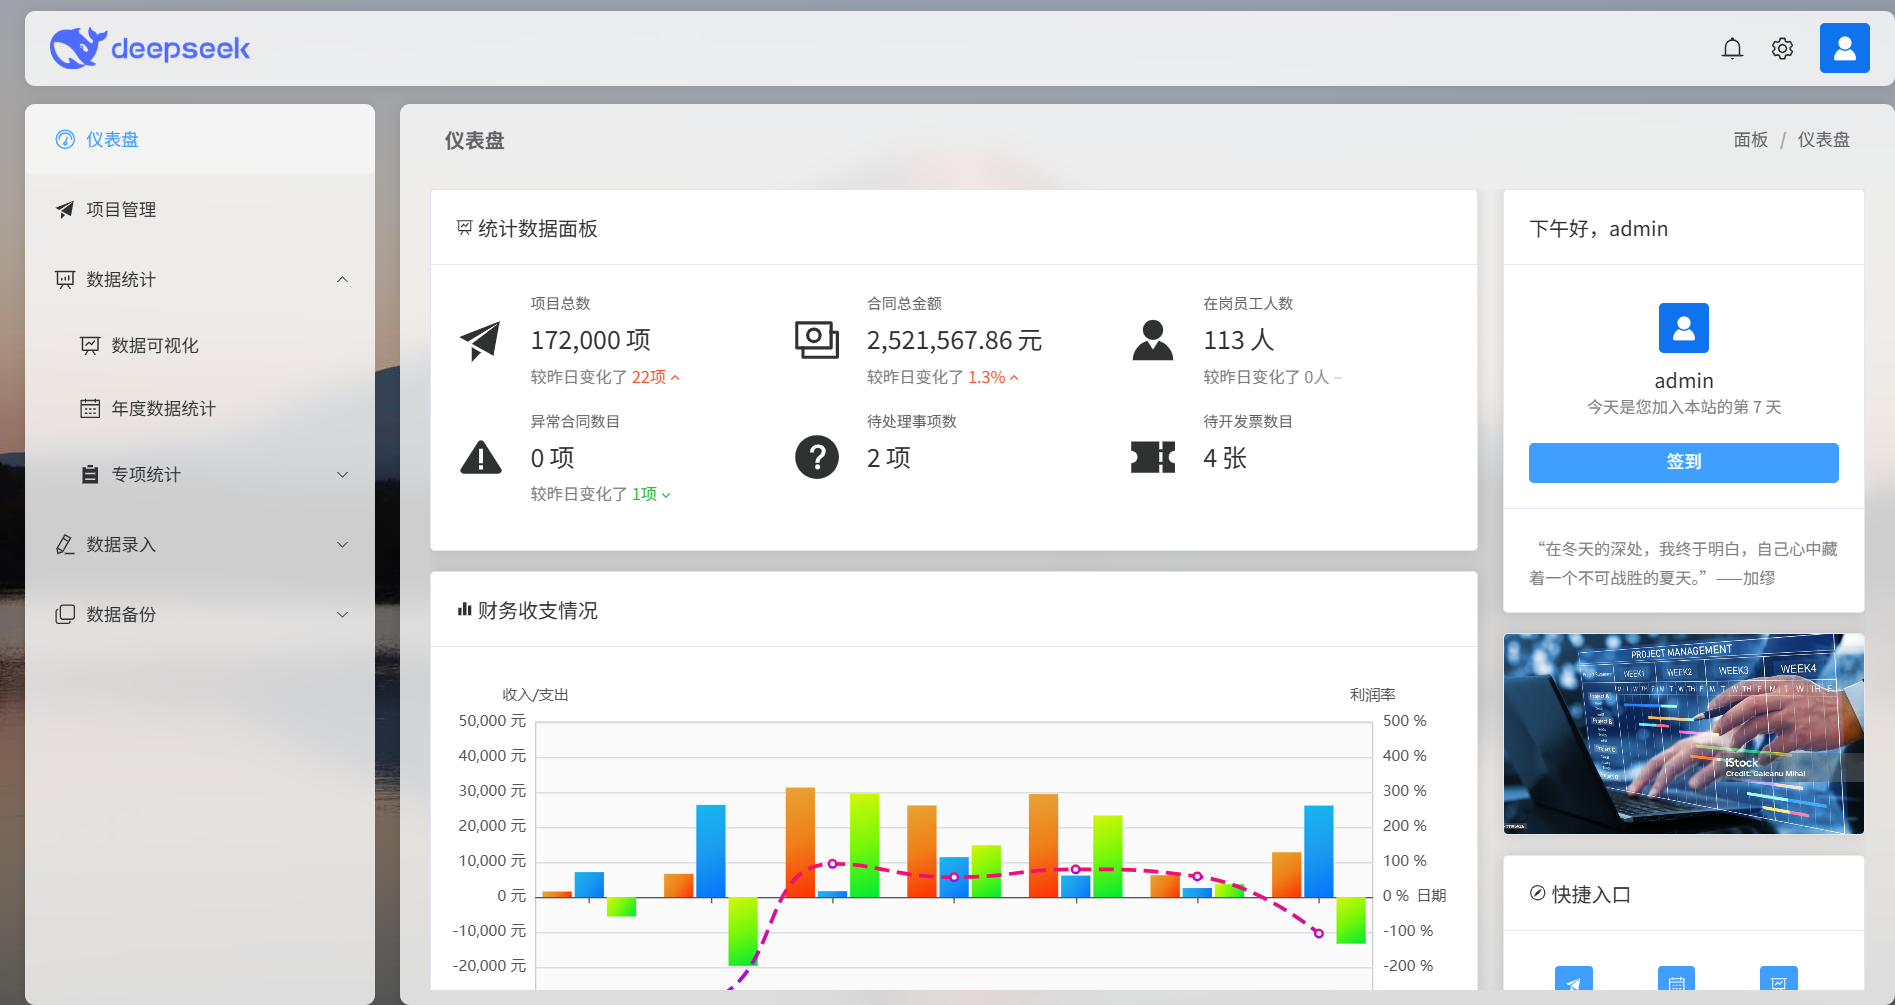 deepseek
仪表盘
项目管理
数据统计
数据可视化
年度数据统计
专项统计
数据录入
数据备份
仪表盘
面板 / 仪表盘
统计数据面板
项目总数
172,000 项
较昨日变化了 22项
合同总金额
2,521,567.86 元
较昨日变化了 1.3%
在岗员工人数
113 人
较昨日变化了 0人
异常合同数目
0 项
较昨日变化了 1项
待处理事项数
2 项
待开发票数目
4 张
财务收支情况
收入/支出
利润率
50,000 元
40,000 元
30,000 元
20,000 元
10,000 元
0 元
-10,000 元
-20,000 元
500 %
400 %
300 %
200 %
100 %
0 % 日期
-100 %
-200 %
下午好，admin
admin
今天是您加入本站的第 7 天
签到
“在冬天的深处，我终于明白，自己心中藏
着一个不可战胜的夏天。”——加缪
PROJECT MANAGEMENT
WEEK1 WEEK2 WEEK3 WEEK4
iStock
Credit: Galeanu Mihai
快捷入口